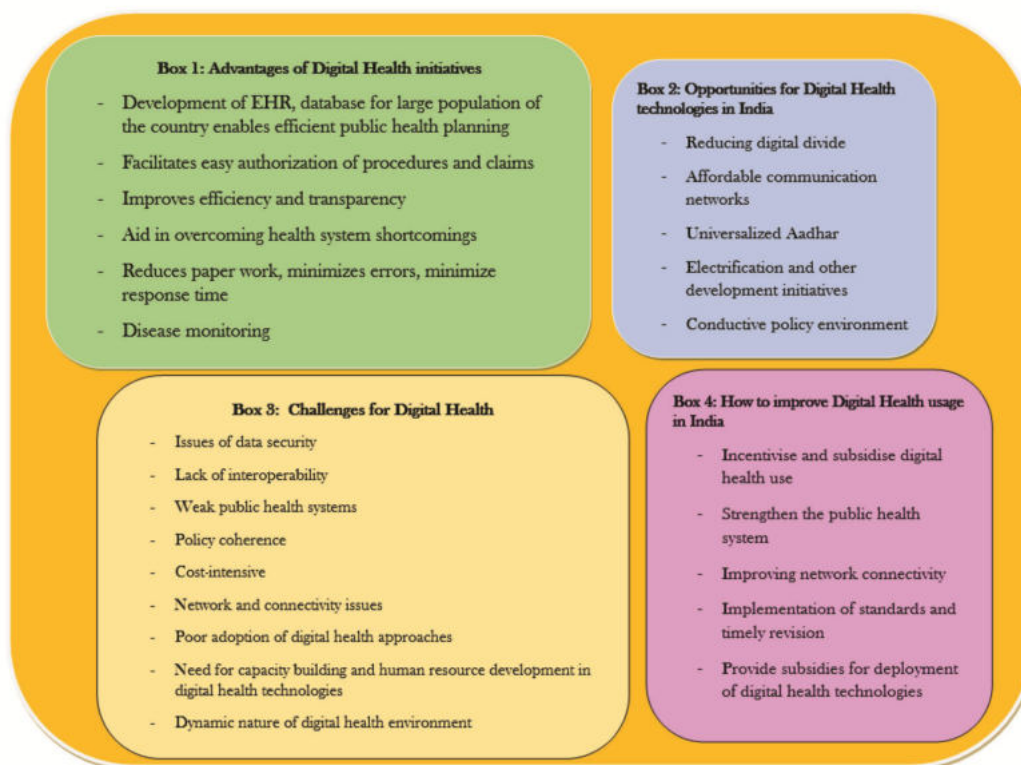 Box 1: Advantages of Digital Health initiatives
- Development of EHR, database for large population of
the country enables efficient public health planning
- Facilitates easy authorization of procedures and claims
- Improves efficiency and transparency
- Aid in overcoming health system shortcomings
- Reduces paper work, minimizes errors, minimize
response time
- Disease monitoring
Box 2: Opportunities for Digital Health
technologies in India
- Reducing digital divide
- Affordable communication
networks
- Universalized Aadhar
- Electrification and other
development initiatives
- Conductive policy environment
Box 3: Challenges for Digital Health
- Issues of data security
- Lack of interoperability
- Weak public health systems
- Policy coherence
- Cost-intensive
- Network and connectivity issues
- Poor adoption of digital health approaches
- Need for capacity building and human resource development in
digital health technologies
- Dynamic nature of digital health environment
Box 4: How to improve Digital Health usage
in India
- Incentivise and subsidise digital
health use
- Strengthen the public health
system
- Improving network connectivity
- Implementation of standards and
timely revision
- Provide subsidies for deployment
of digital health technologies